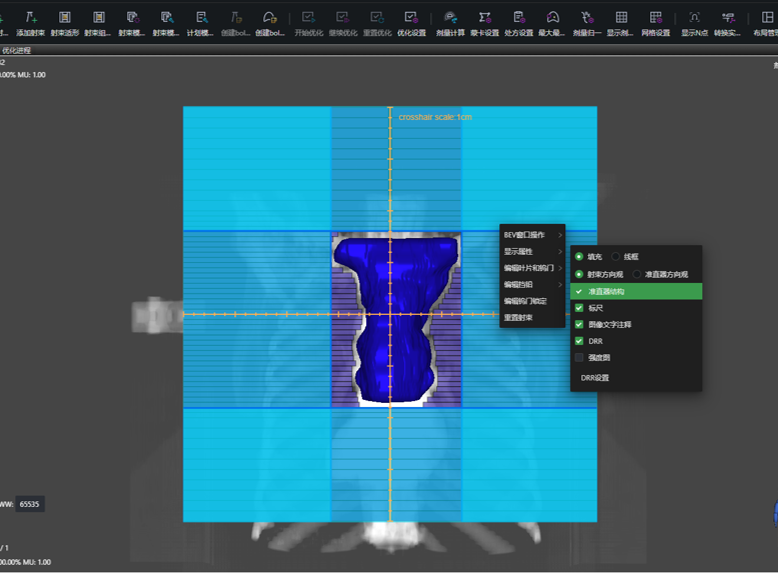 添加射束
射束适形
射束组...
射束模...
射束模...
计划模...
创建bol...
创建bol...
开始优化
继续优化
重置优化
优化设置
剂量计算
蒙卡设置
处方设置
最大最...
剂量归一
显示剂...
网格设置
显示兴点
转换实...
布局管
优化进程
32
0.00% MU: 1.00
crosshair scale:1cm
BEV窗口操作
显示属性
编辑叶片和钨门
编辑挡铅
编辑钨门锁定
重置射束
填充
线框
射束方向观
准直器方向观
准直器结构
标尺
图像文字注释
DRR
强度图
DRR设置
WW:
65535
/ 1
00.00% MU: 1.00